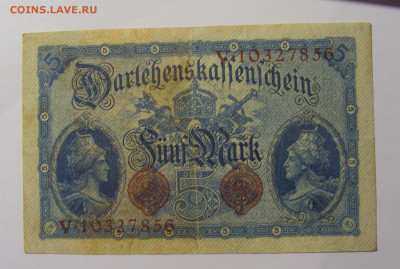 COINS.LAVE.RU
5
5
V·10327856
Darlehenskassenschein
Fünf Mark
5
V·10327856